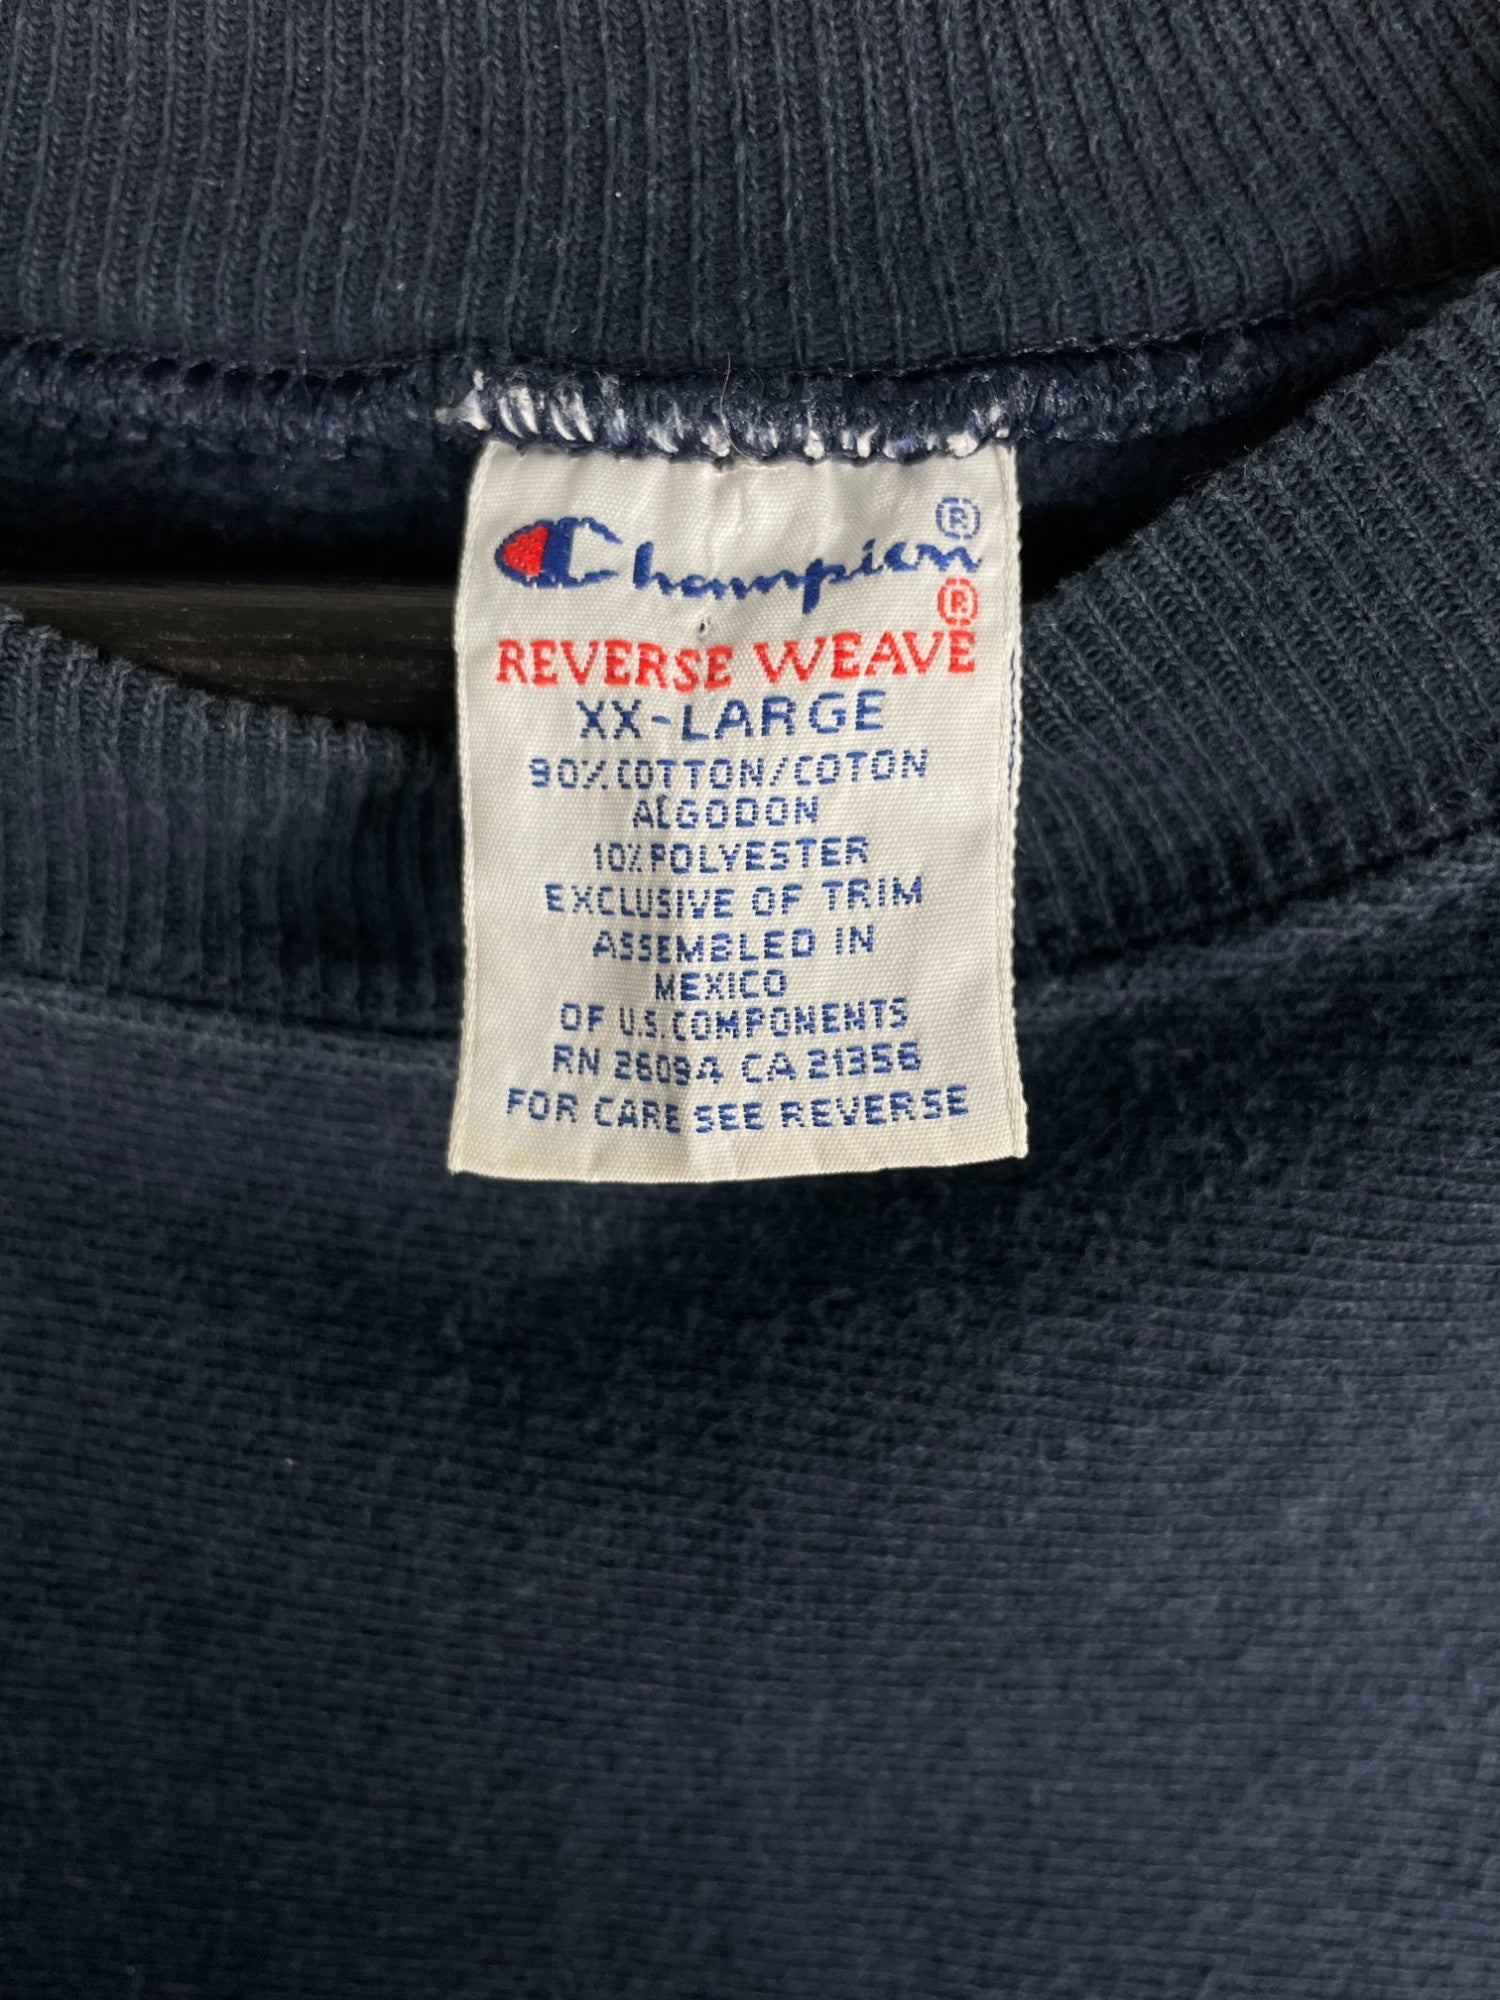 Champion®
REVERSE WEAVE®
XX-LARGE
90% COTTON/COTON
ALGODON
10% POLYESTER
EXCLUSIVE OF TRIM
ASSEMBLED IN
MEXICO
OF U.S. COMPONENTS
RN 26094 CA 21356
FOR CARE SEE REVERSE